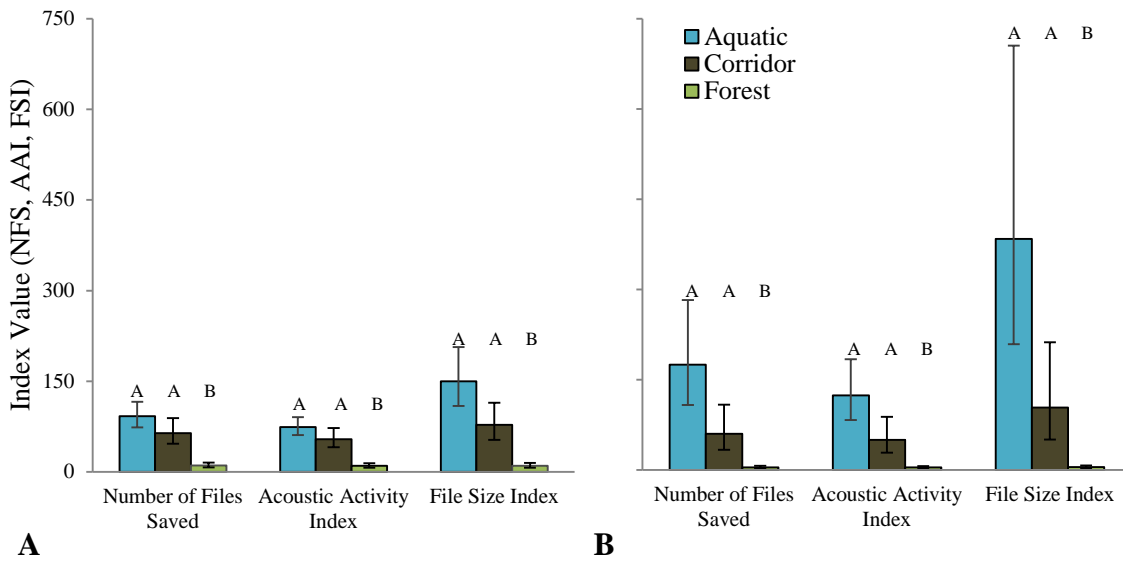 Index Value (NFS, AAI, FSI)
750
600
450
300
150
0
A A B
A A B
A A B
Number of Files
Saved
Acoustic Activity
Index
File Size Index
A
Aquatic
Corridor
Forest
A A B
A A B
A A B
Number of Files
Saved
Acoustic Activity
Index
File Size Index
B